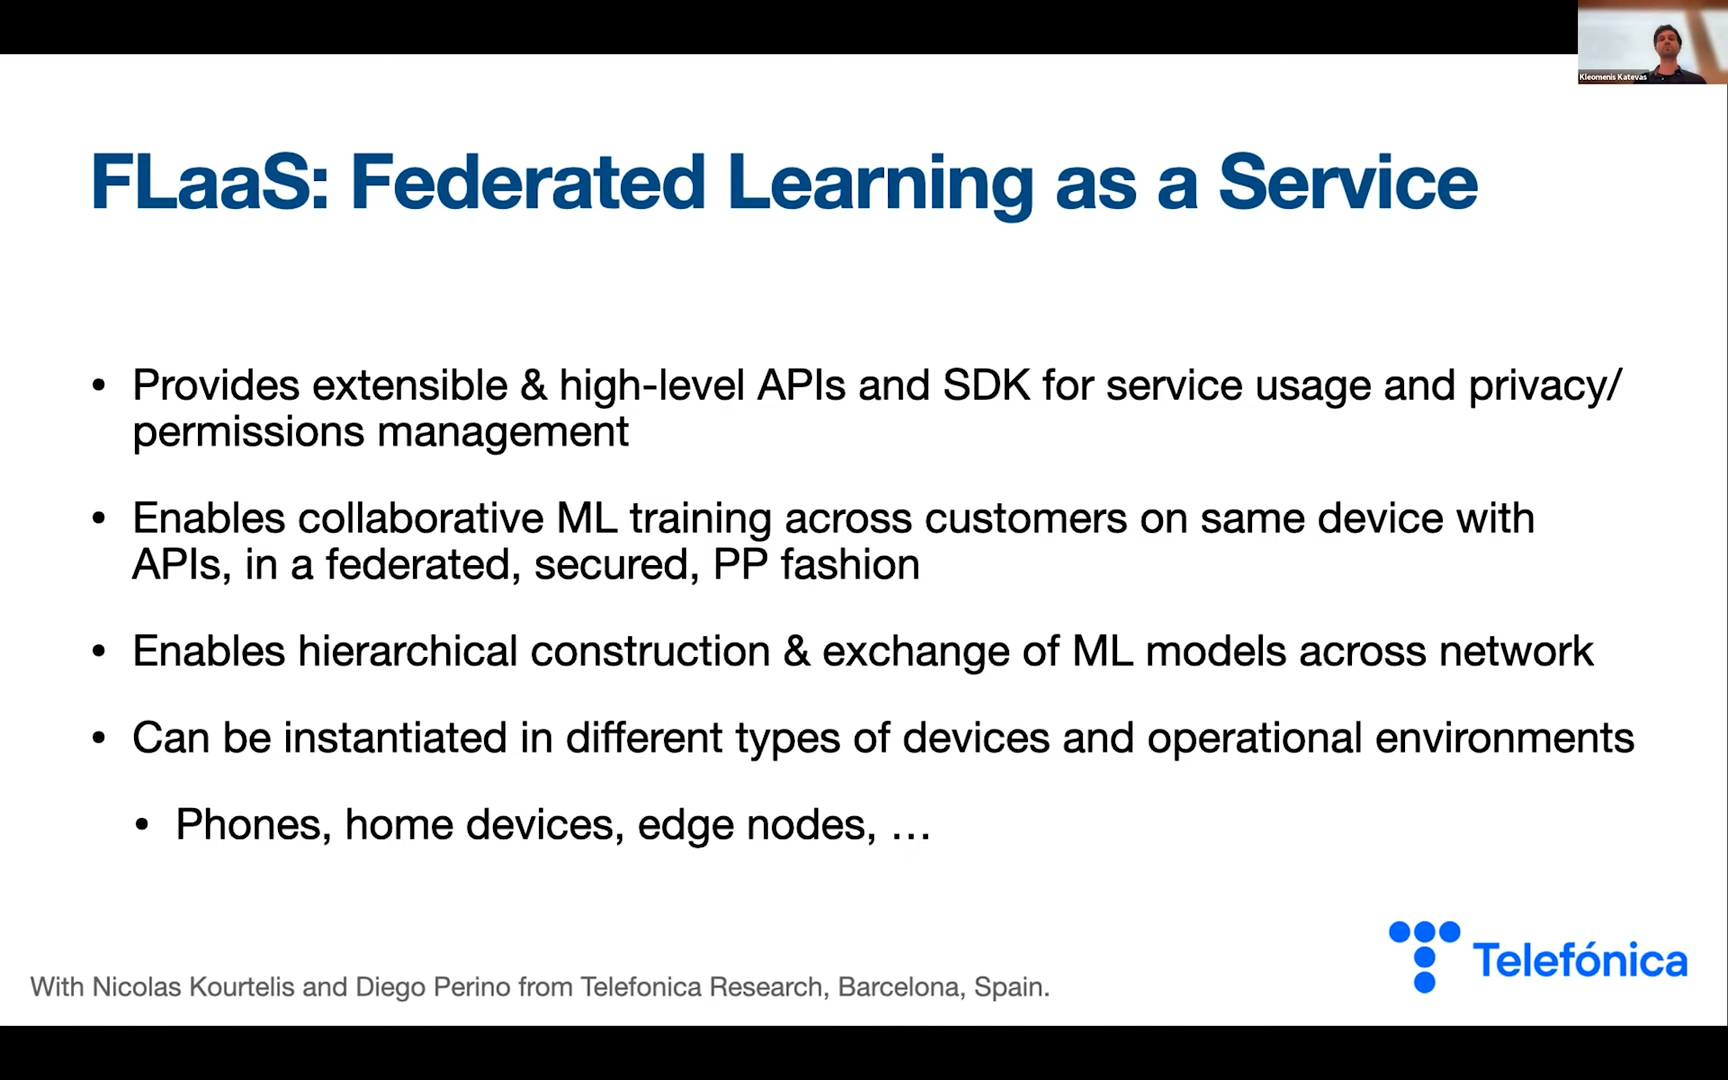 Kleomenis Katevas
FLaaS: Federated Learning as a Service
• Provides extensible & high-level APIs and SDK for service usage and privacy/
permissions management
• Enables collaborative ML training across customers on same device with
APIs, in a federated, secured, PP fashion
• Enables hierarchical construction & exchange of ML models across network
• Can be instantiated in different types of devices and operational environments
• Phones, home devices, edge nodes, …
Telefónica
With Nicolas Kourtelis and Diego Perino from Telefonica Research, Barcelona, Spain.